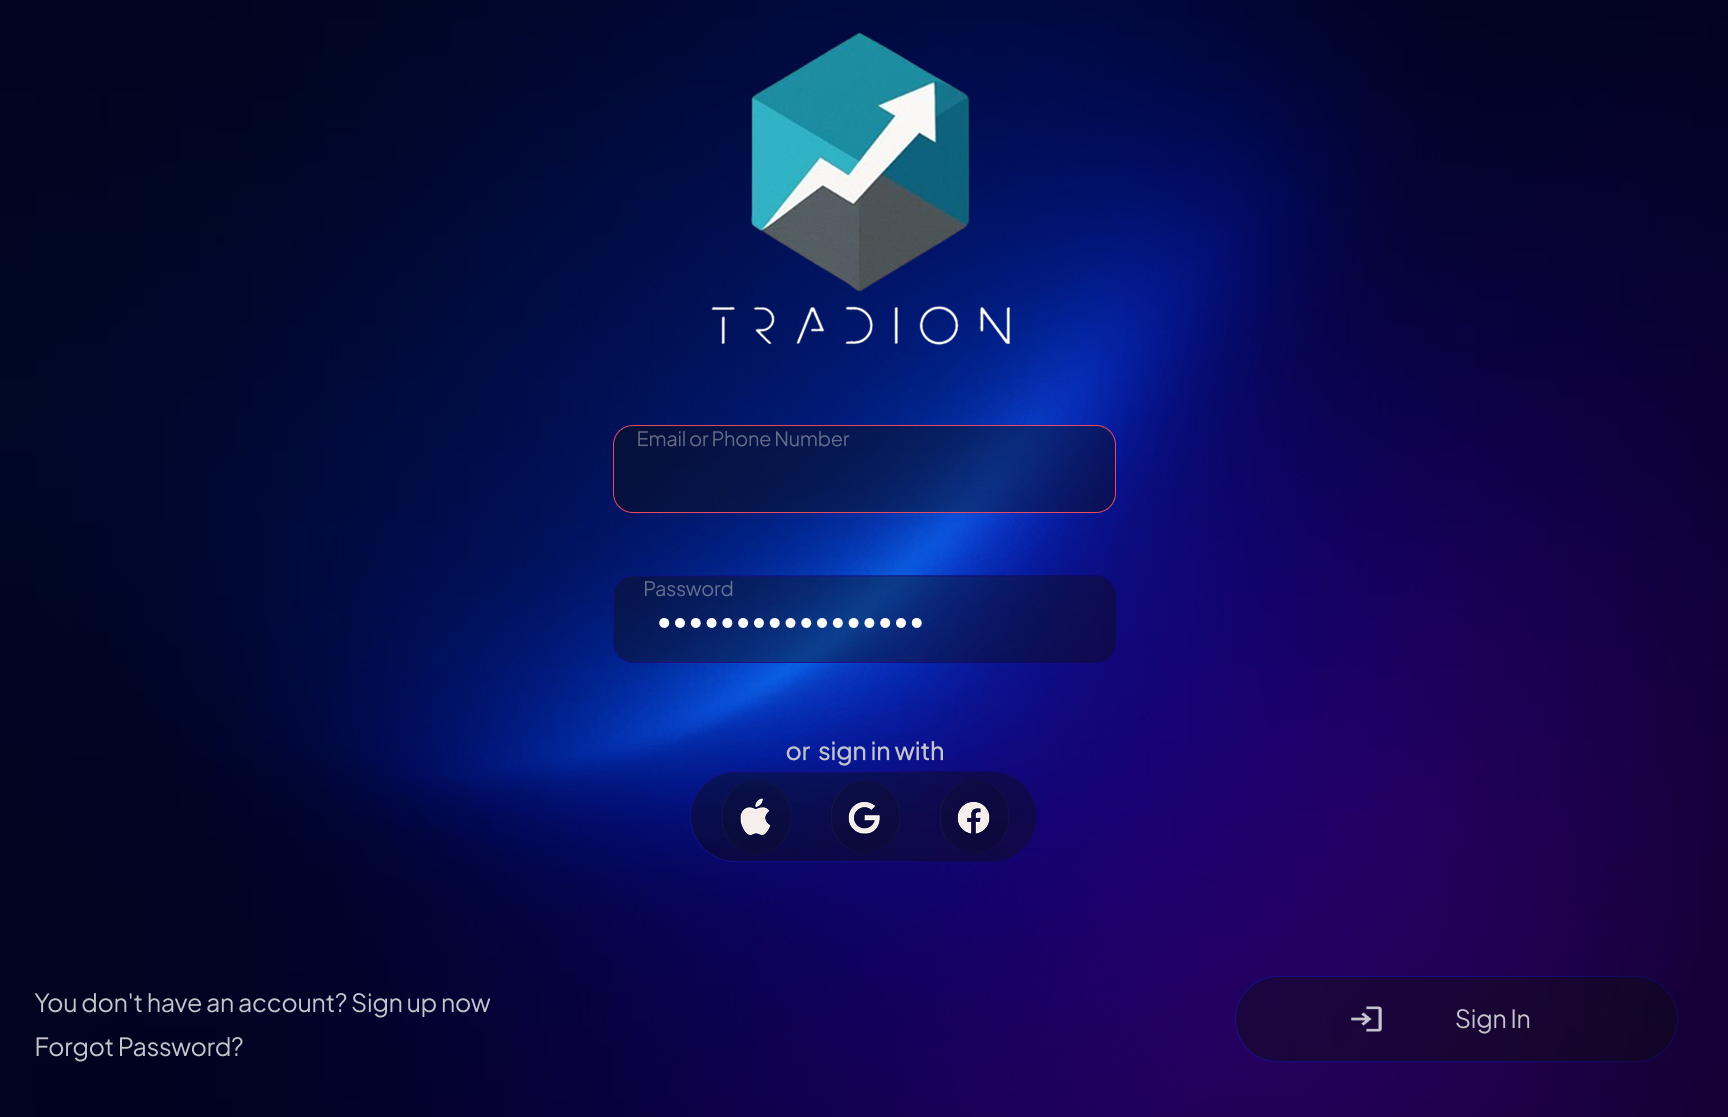 TRADION
Email or Phone Number
Password
or sign in with
You don't have an account? Sign up now
Forgot Password?
Sign In